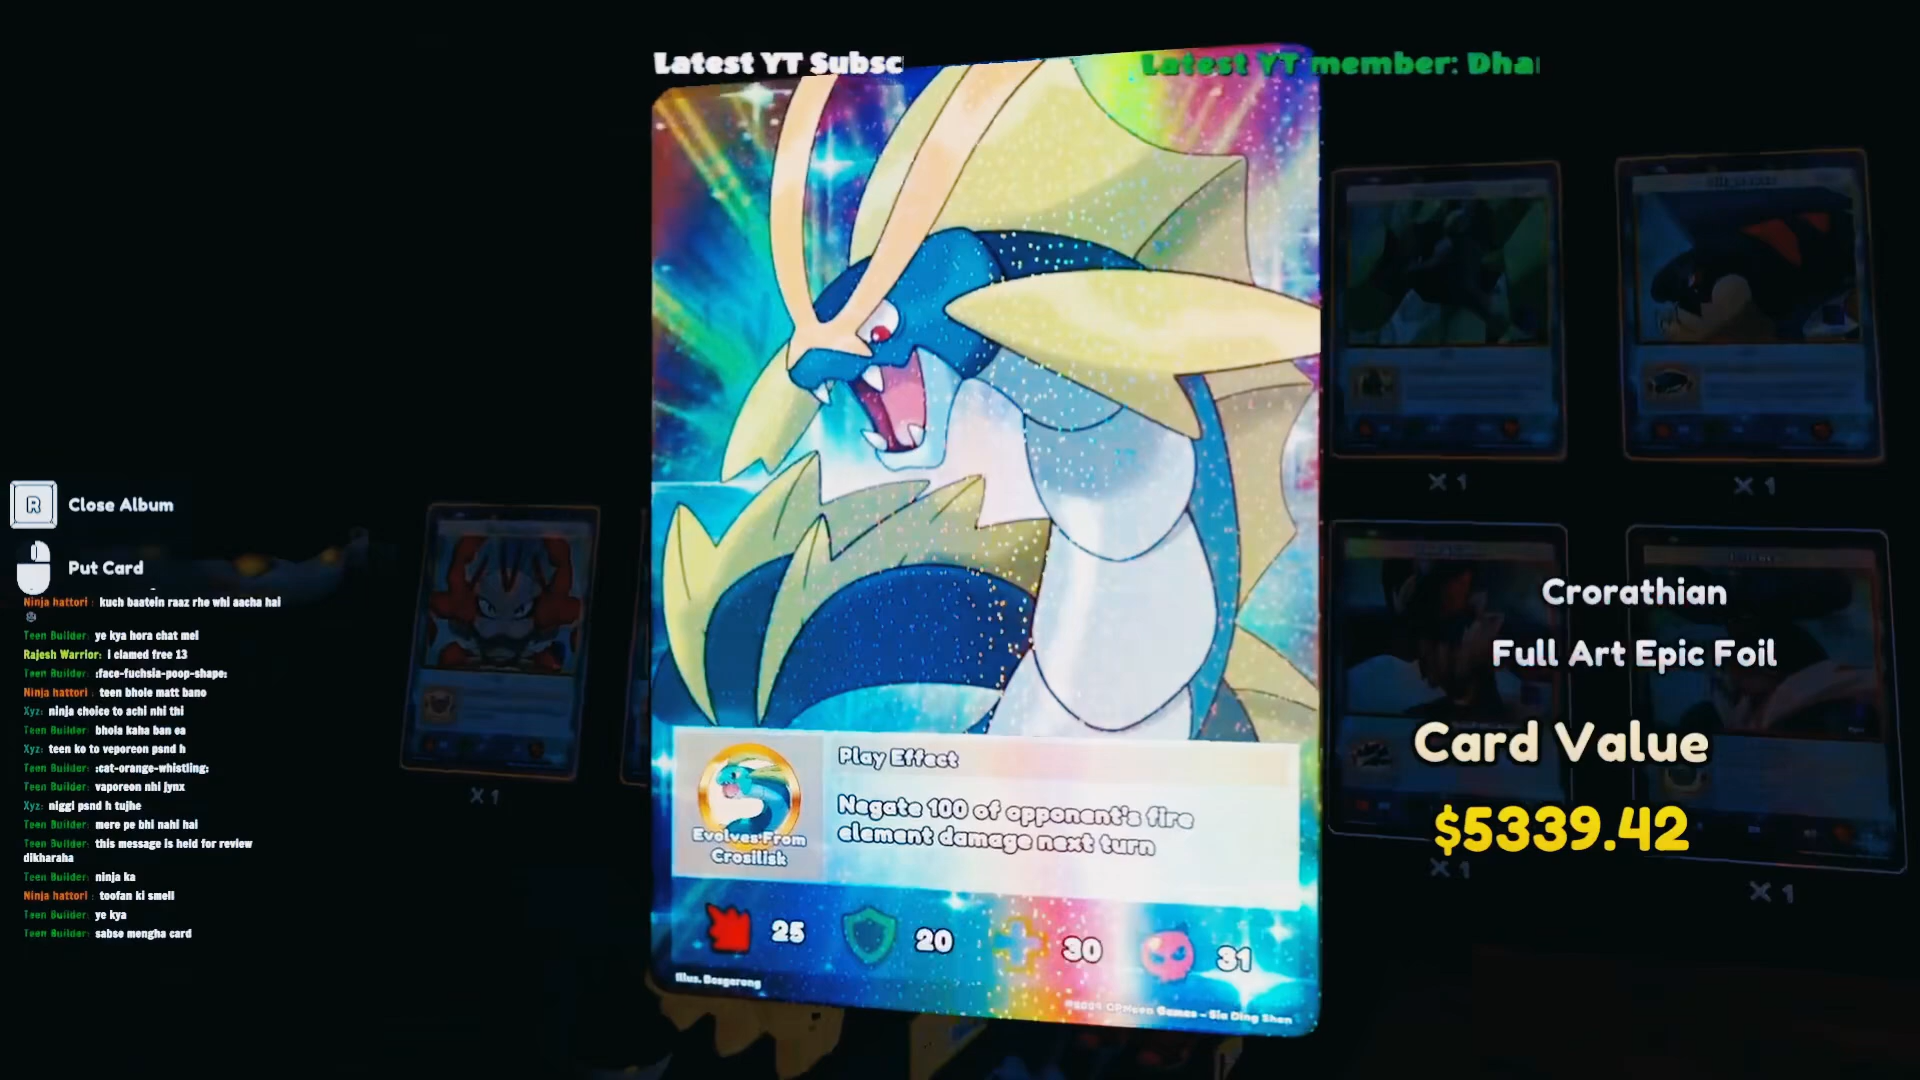 Latest YT Subsc
Latest YT member: Dha
R Close Album
Put Card
Ninja hattori : kuch baatein raaz rhe whi aacha hai
Teen Builder: ye kya hora chat mei
Rajesh Warrior: i clamed free 13
Teen Builder: :face-fuchsia-poop-shape:
Ninja hattori : teen bhole matt bano
Xyz: ninja choice to achi nhi thi
Teen Builder: bhola kaha ban ea
Xyz: teen ko to veporeon psnd h
Teen Builder: :cat-orange-whistling:
Teen Builder: vaporeon nhi jynx
Xyz: niggi psnd h tujhe
Teen Builder: mere pe bhi nahi hai
Teen Builder: this message is held for review
dikharaha
Teen Builder: ninja ka
Ninja hattori : toofan ki smell
Teen Builder: ye kya
Teen Builder: sabse mengha card
X 1
Play Effect
Negate 100 of opponent's fire
element damage next turn
Evolves From
Crosilisk
25 20 30 31
Illus. Bosgerong
Games - Sia Ding Shen
X 1
X 1
Crorathian
Full Art Epic Foil
Card Value
$5339.42
X 1
X 1